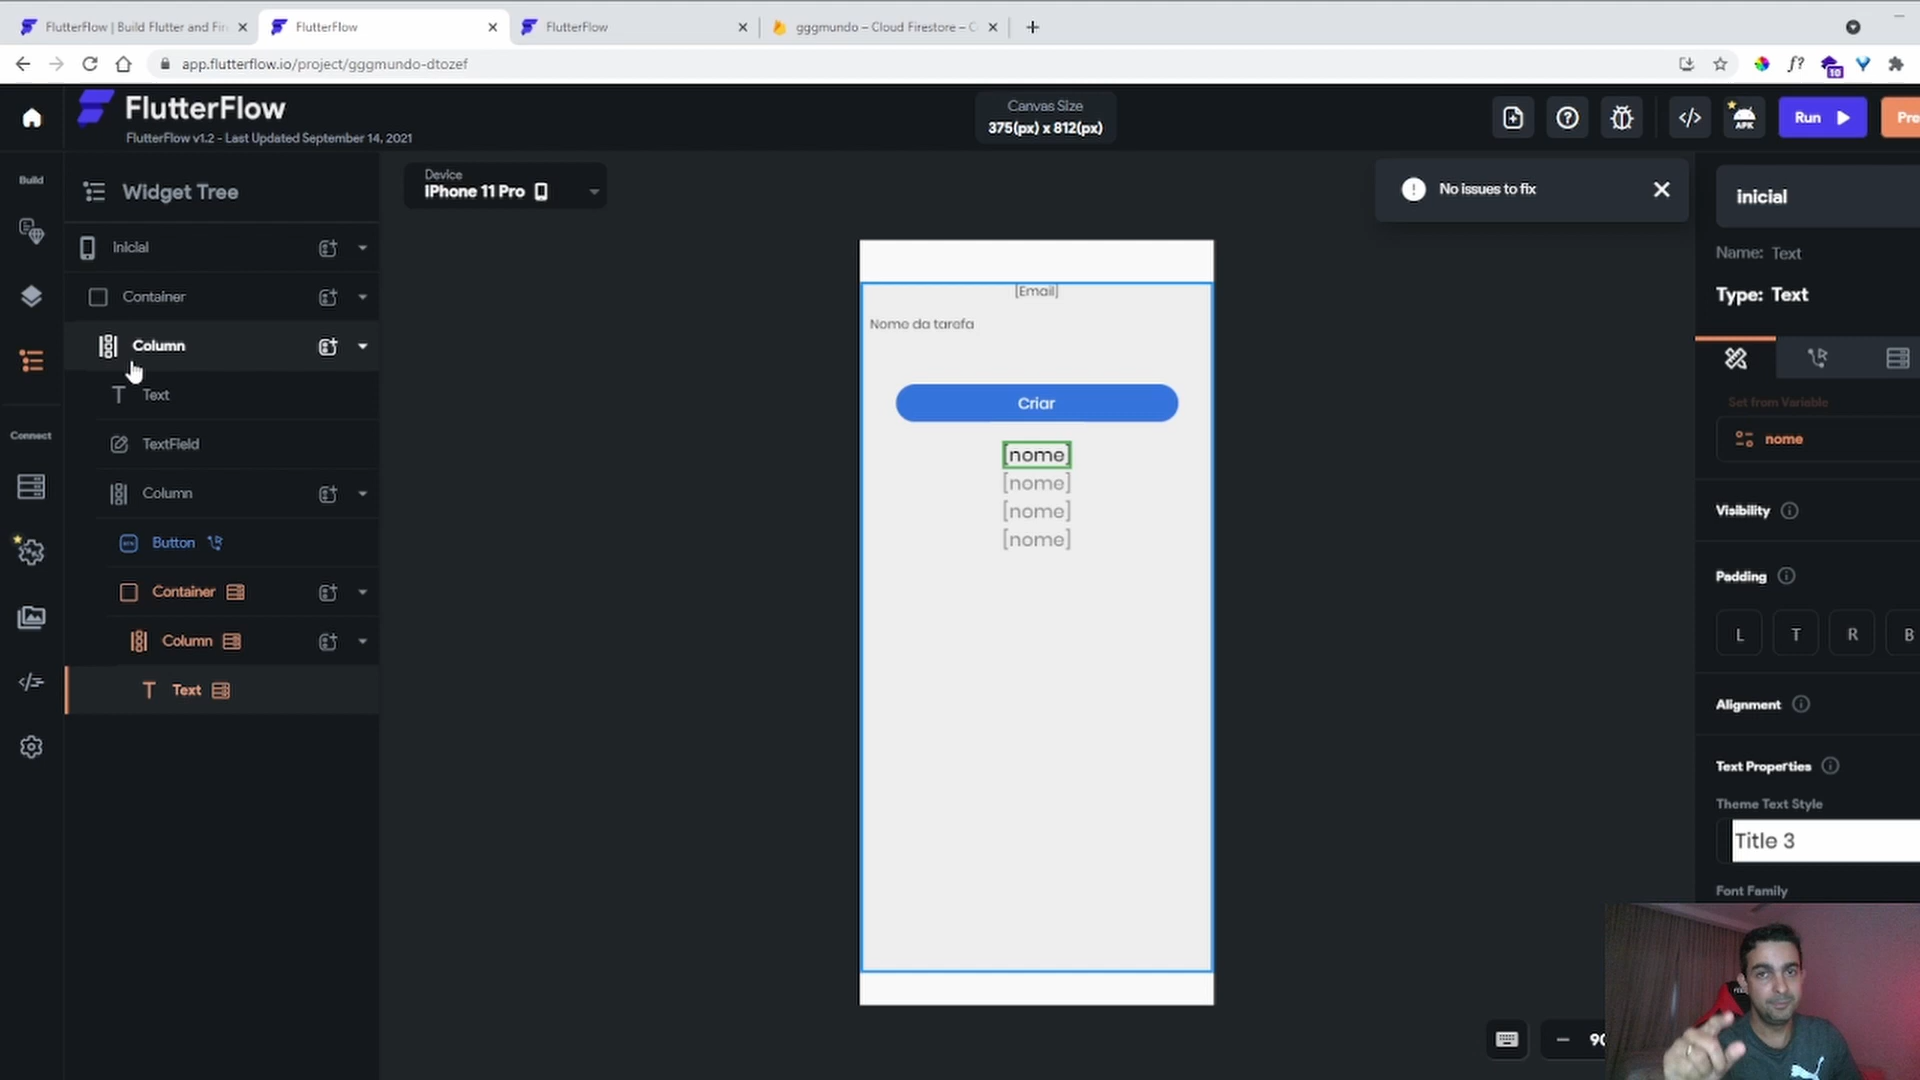 FlutterFlow | Build Flutter and Fir
FlutterFlow
FlutterFlow
gggmundo – Cloud Firestore – C
app.flutterflow.io/project/gggmundo-dtozef
f?
10
FlutterFlow
FlutterFlow v1.2 - Last Updated September 14, 2021
Canvas Size
375(px) x 812(px)
APK
Run
Pre
Build
Widget Tree
Device
iPhone 11 Pro
No issues to fix
inicial
Name: Text
Type: Text
inicial
Container
Column
Text
TextField
Column
Button
Container
Column
Text
Connect
[Email]
Nome da tarefa
Criar
[nome]
[nome]
[nome]
[nome]
Set from Variable
nome
Visibility
Padding
L
T
R
B
Alignment
Text Properties
Theme Text Style
Title 3
Font Family
90